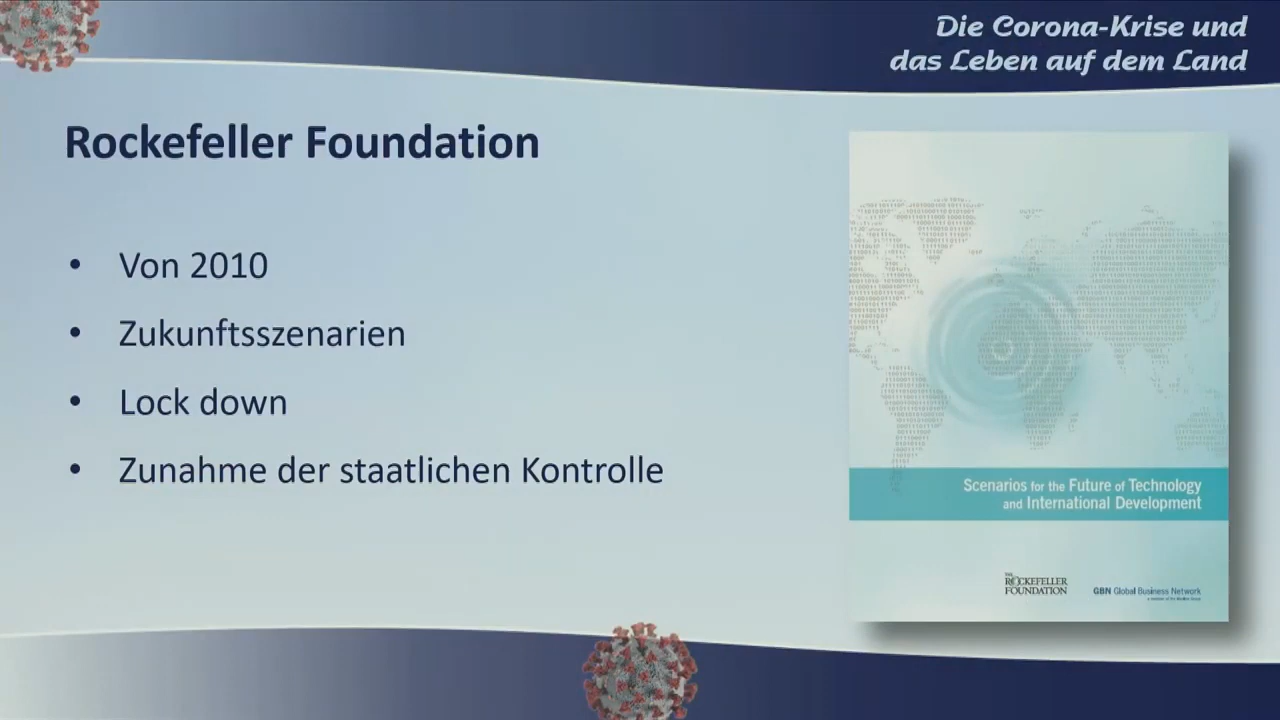 Die Corona-Krise und
das Leben auf dem Land
Rockefeller Foundation
• Von 2010
• Zukunftsszenarien
• Lock down
• Zunahme der staatlichen Kontrolle
Scenarios for the Future of Technology
and International Development
THE
ROCKEFELLER
FOUNDATION
GBN Global Business Network